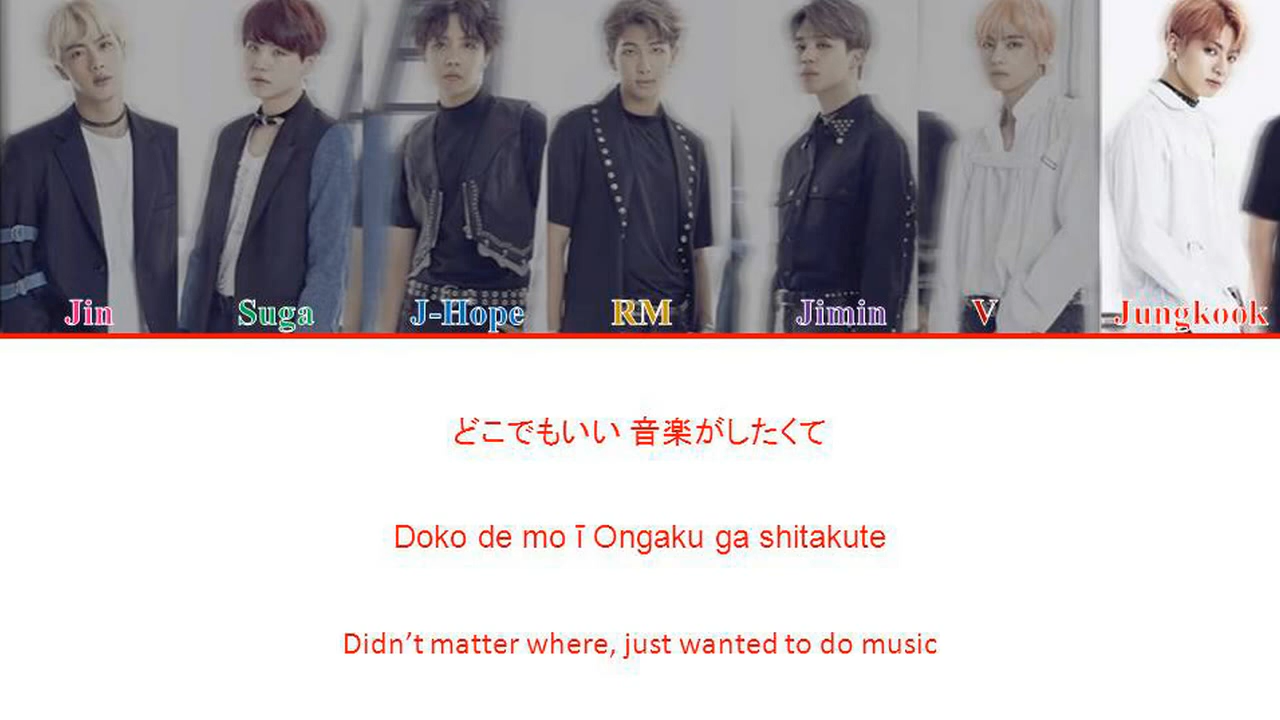 Jin Suga J-Hope RM Jimin V Jungkook
どこでもいい 音楽がしたくて
Doko de mo ī Ongaku ga shitakute
Didn’t matter where, just wanted to do music